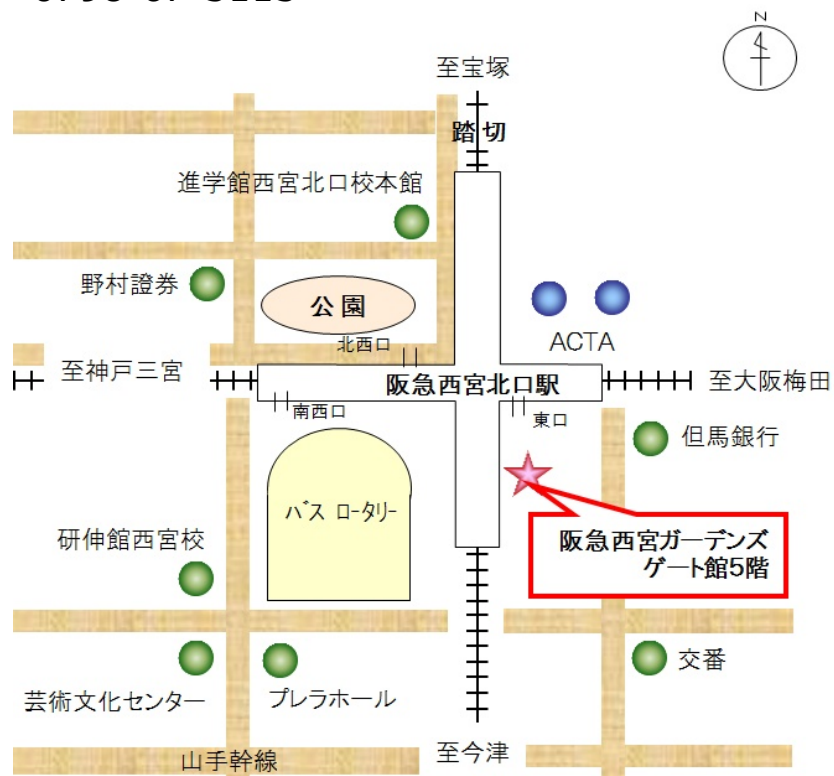 N
至宝塚
踏切
進学館西宮北口校本館
野村證券
公園
ACTA
北西口
至神戸三宮
阪急西宮北口駅
至大阪梅田
南西口
東口
但馬銀行
バス ロータリー
阪急西宮ガーデンズ
ゲート館5階
研伸館西宮校
交番
芸術文化センター
プレラホール
山手幹線
至今津